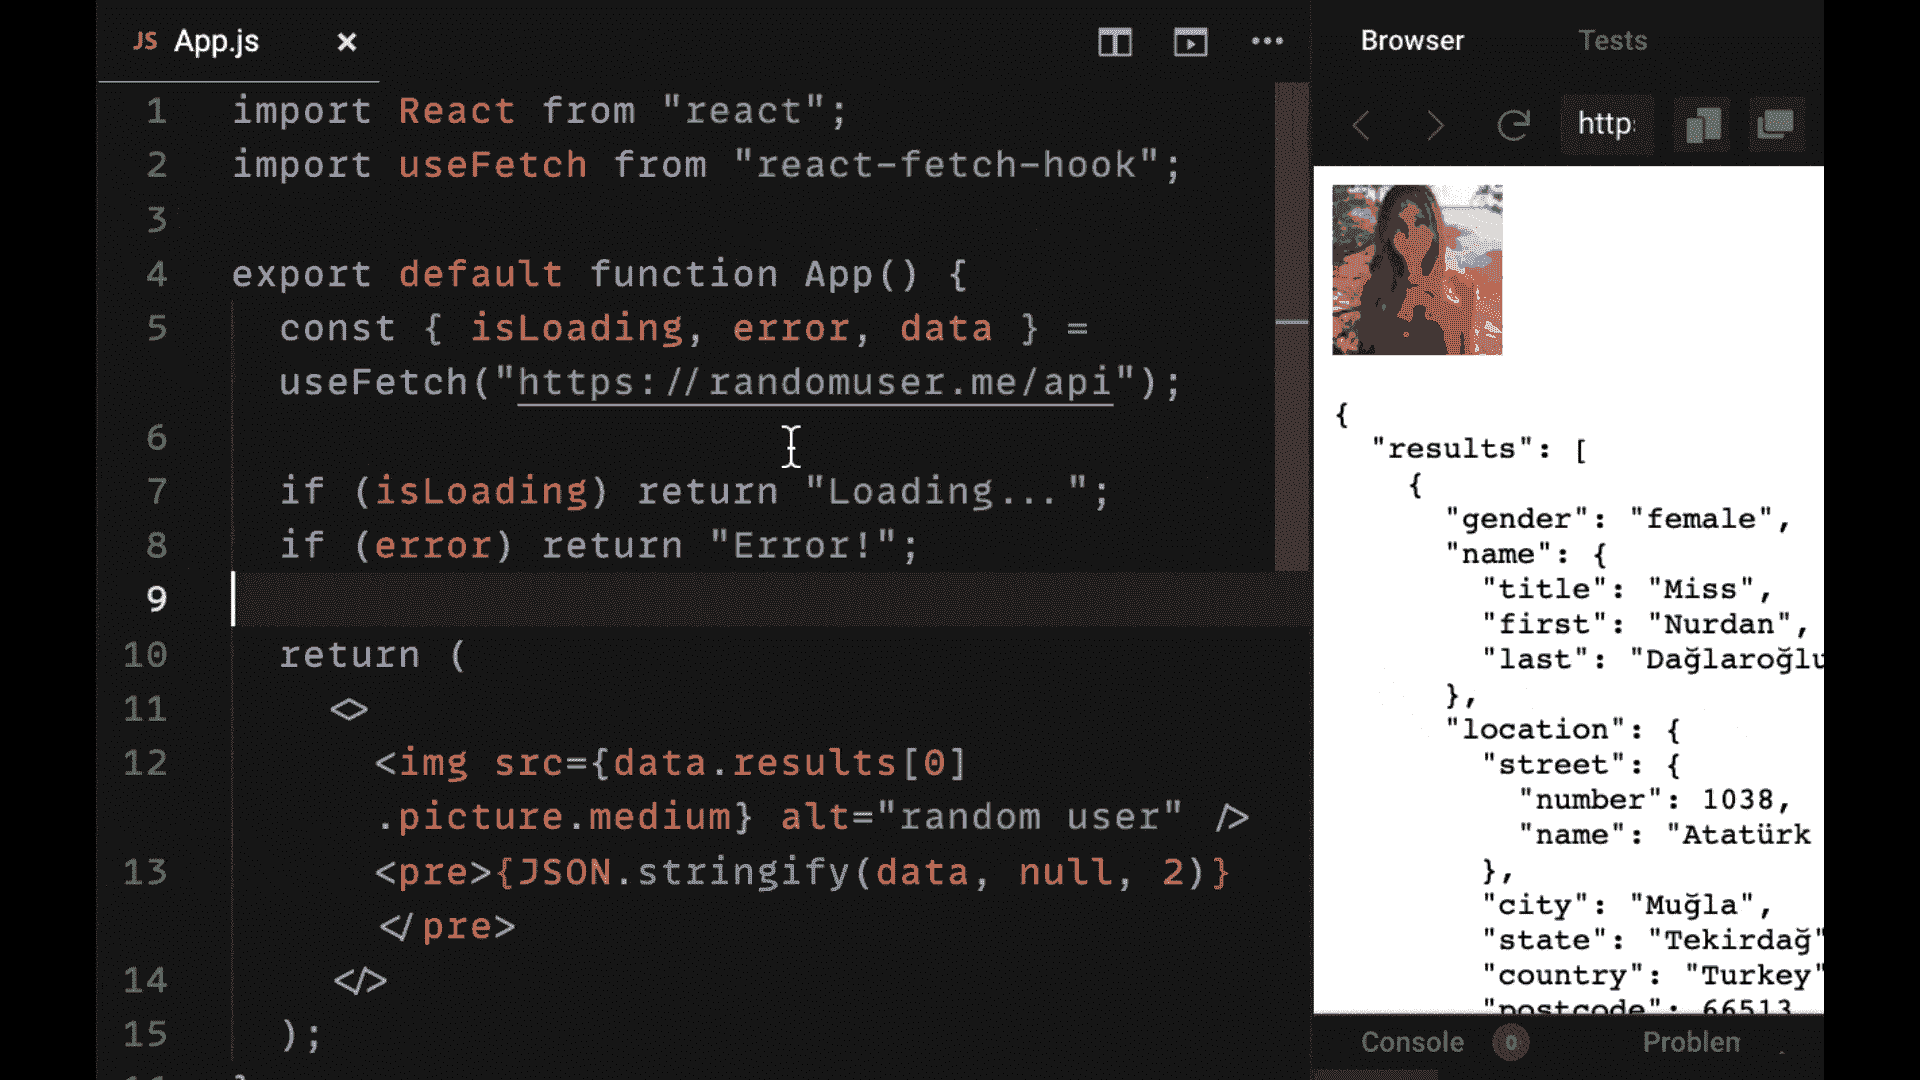 JS App.js ×
1 import React from "react";
2 import useFetch from "react-fetch-hook";
3
4 export default function App() {
5 const { isLoading, error, data } =
useFetch("https://randomuser.me/api");
6
7 if (isLoading) return "Loading...";
8 if (error) return "Error!";
9
10 return (
11 <>
12 <img src={data.results[0]
.picture.medium} alt="random user" />
13 <pre>{JSON.stringify(data, null, 2)}
</pre>
14 </>
15 );
Browser Tests
http:
{
"results": [
{
"gender": "female",
"name": {
"title": "Miss",
"first": "Nurdan",
"last": "Dağlaroğlu
},
"location": {
"street": {
"number": 1038,
"name": "Atatürk
},
"city": "Muğla",
"state": "Tekirdağ"
"country": "Turkey"
"postcode": 66513
Console 0 Problem